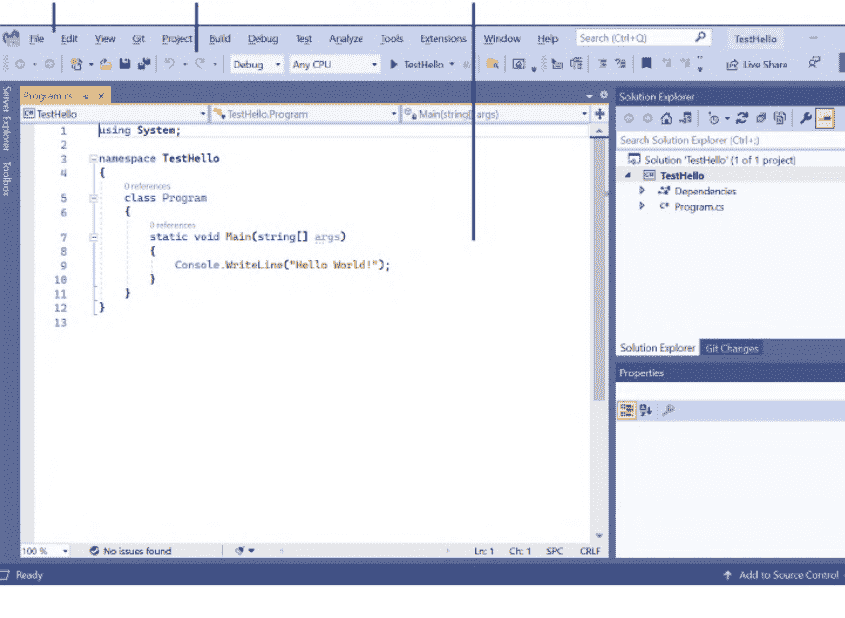 File Edit View Git Project Build Debug Test Analyze Tools Extensions Window Help Search (Ctrl+Q) TestHello
Debug Any CPU TestHello Live Share
Server Explorer
Toolbox
Program.cs
TestHello TestHello.Program Main(string[] args)
1 using System;
2
3 namespace TestHello
4 {
0 references
5 class Program
6 {
0 references
7 static void Main(string[] args)
8 {
9 Console.WriteLine("Hello World!");
10 }
11 }
12 }
13
100 % No issues found Ln: 1 Ch: 1 SPC CRLF
Solution Explorer
Search Solution Explorer (Ctrl+;)
Solution 'TestHello' (1 of 1 project)
TestHello
Dependencies
Program.cs
Solution Explorer Git Changes
Properties
Ready Add to Source Control